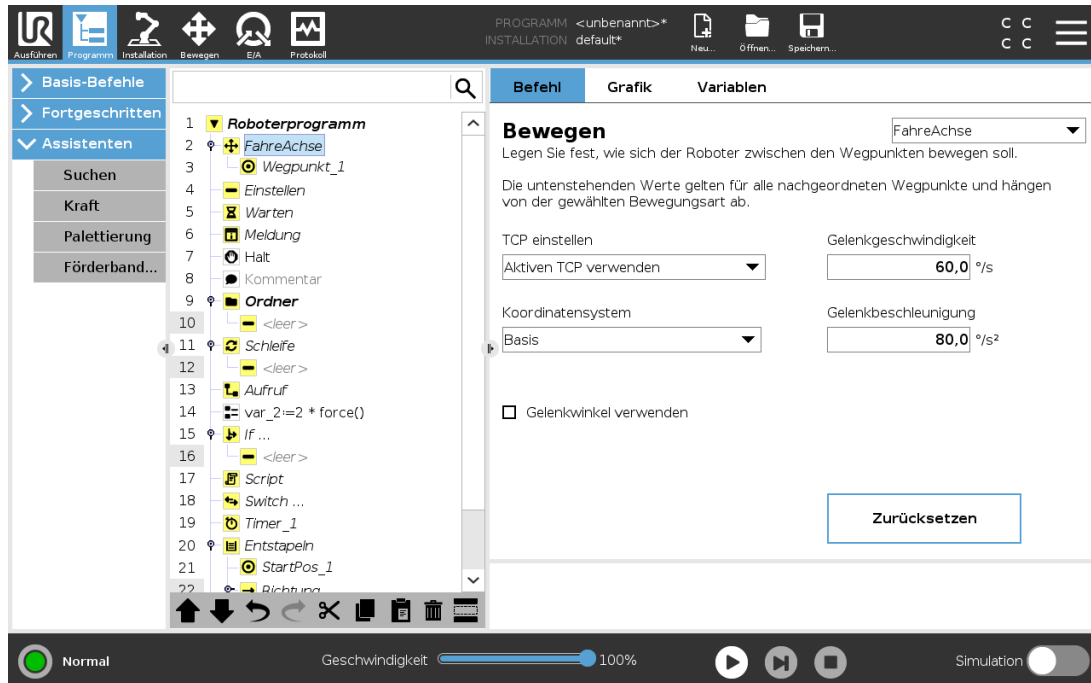 UR
PROGRAMM <unbenannt>*
INSTALLATION default*
C C
C C
Ausführen Programm Installation Bewegen E/A Protokoll
Neu... Öffnen... Speichern...
Basis-Befehle
Fortgeschritten
Assistenten
Suchen
Kraft
Palettierung
Förderband...
1 Roboterprogramm
2 FahreAchse
3 Wegpunkt_1
4 Einstellen
5 Warten
6 Meldung
7 Halt
8 Kommentar
9 Ordner
10 <leer>
11 Schleife
12 <leer>
13 Aufruf
14 var_2:=2 * force()
15 If ...
16 <leer>
17 Script
18 Switch ...
19 Timer_1
20 Entstapeln
21 StartPos_1
22 Richtung
Befehl Grafik Variablen
Bewegen
FahreAchse
Legen Sie fest, wie sich der Roboter zwischen den Wegpunkten bewegen soll.
Die untenstehenden Werte gelten für alle nachgeordneten Wegpunkte und hängen
von der gewählten Bewegungsart ab.
TCP einstellen
Gelenkgeschwindigkeit
Aktiven TCP verwenden
60,0 °/s
Koordinatensystem
Gelenkbeschleunigung
Basis
80,0 °/s²
Gelenkwinkel verwenden
Zurücksetzen
Normal
Geschwindigkeit
100%
Simulation